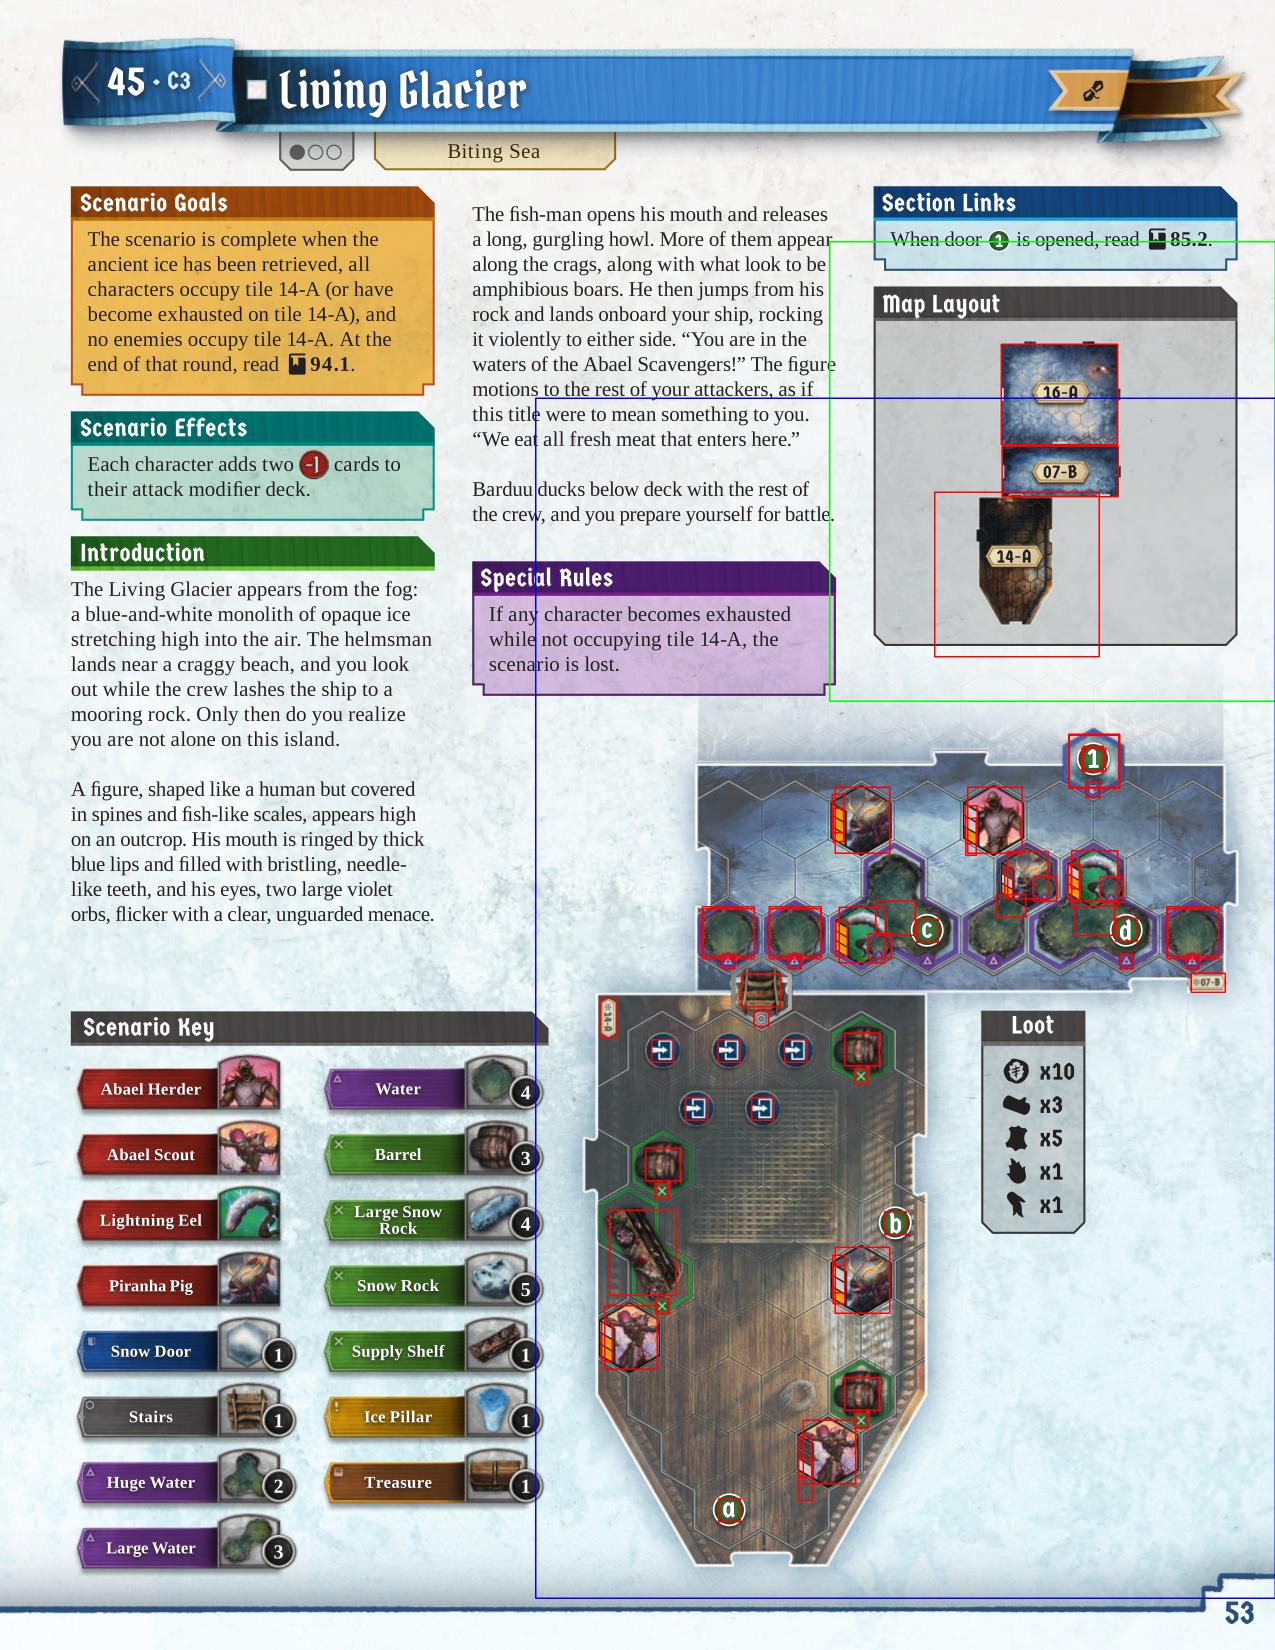 45 · C3
Living Glacier
Biting Sea
Scenario Goals
The scenario is complete when the
ancient ice has been retrieved, all
characters occupy tile 14-A (or have
become exhausted on tile 14-A), and
no enemies occupy tile 14-A. At the
end of that round, read 94.1.
Scenario Effects
Each character adds two -1 cards to
their attack modifier deck.
Introduction
The Living Glacier appears from the fog:
a blue-and-white monolith of opaque ice
stretching high into the air. The helmsman
lands near a craggy beach, and you look
out while the crew lashes the ship to a
mooring rock. Only then do you realize
you are not alone on this island.
A figure, shaped like a human but covered
in spines and fish-like scales, appears high
on an outcrop. His mouth is ringed by thick
blue lips and filled with bristling, needle-
like teeth, and his eyes, two large violet
orbs, flicker with a clear, unguarded menace.
The fish-man opens his mouth and releases
a long, gurgling howl. More of them appear
along the crags, along with what look to be
amphibious boars. He then jumps from his
rock and lands onboard your ship, rocking
it violently to either side. “You are in the
waters of the Abael Scavengers!” The figure
motions to the rest of your attackers, as if
this title were to mean something to you.
“We eat all fresh meat that enters here.”
Barduu ducks below deck with the rest of
the crew, and you prepare yourself for battle.
Special Rules
If any character becomes exhausted
while not occupying tile 14-A, the
scenario is lost.
Section Links
When door 1 is opened, read 85.2.
Map Layout
16-A
07-B
14-A
1
c
d
07-B
14-A
b
a
Loot
x10
x3
x5
x1
x1
Scenario Key
Abael Herder
Abael Scout
Lightning Eel
Piranha Pig
Snow Door 1
Stairs 1
Huge Water 2
Large Water 3
Water 4
Barrel 3
Large Snow
Rock 4
Snow Rock 5
Supply Shelf 1
Ice Pillar 1
Treasure 1
53